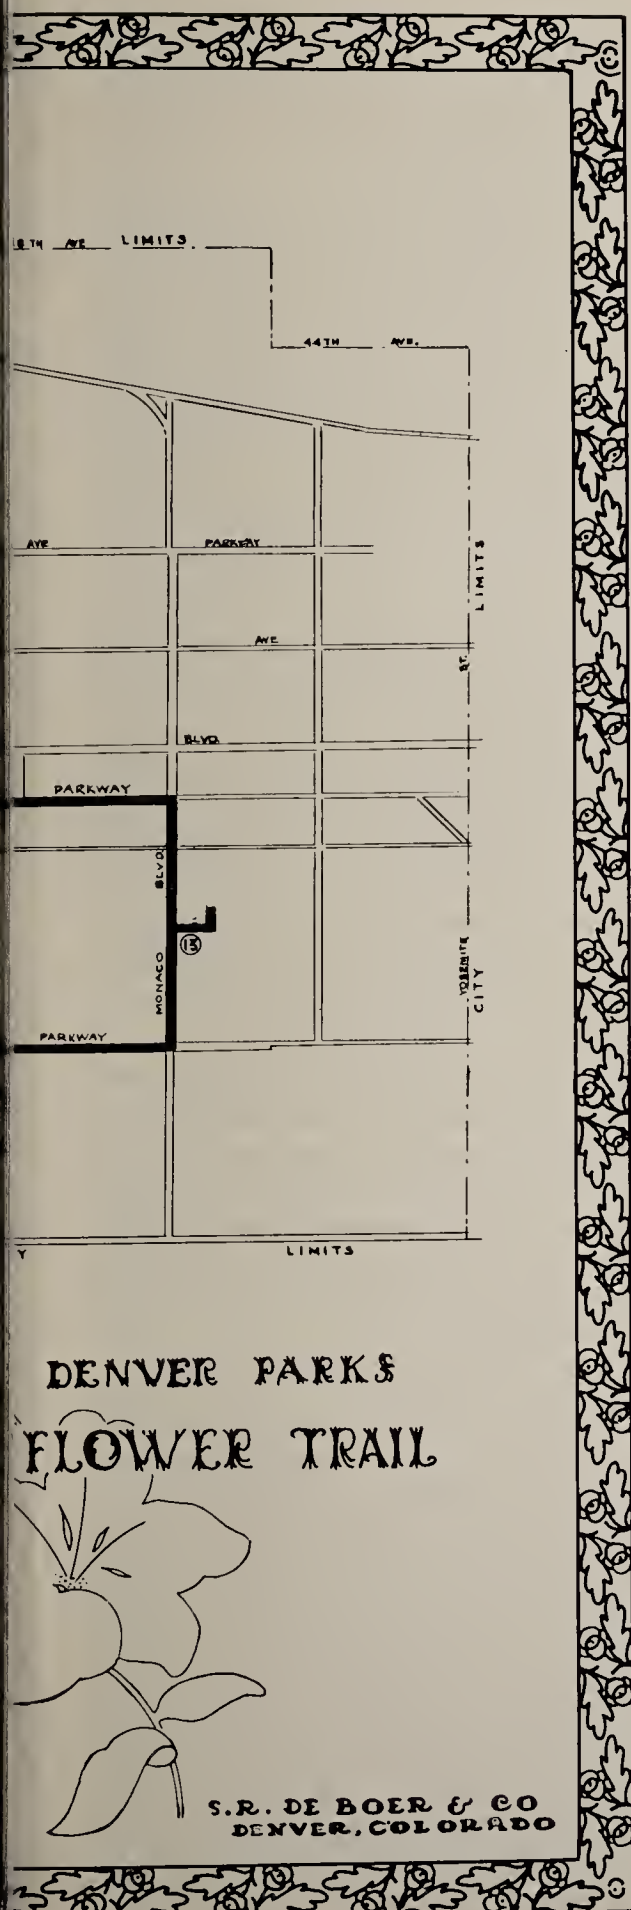 8TH AVE LIMITS
44TH AVE.
AVE PARKWAY
LIMITS
AVE
ST.
BLVD.
PARKWAY
BLVD.
13
MONACO
YOSEMITE
CITY
PARKWAY
Y LIMITS
DENVER PARKS
FLOWER TRAIL
S.R. DE BOER & CO
DENVER, COLORADO